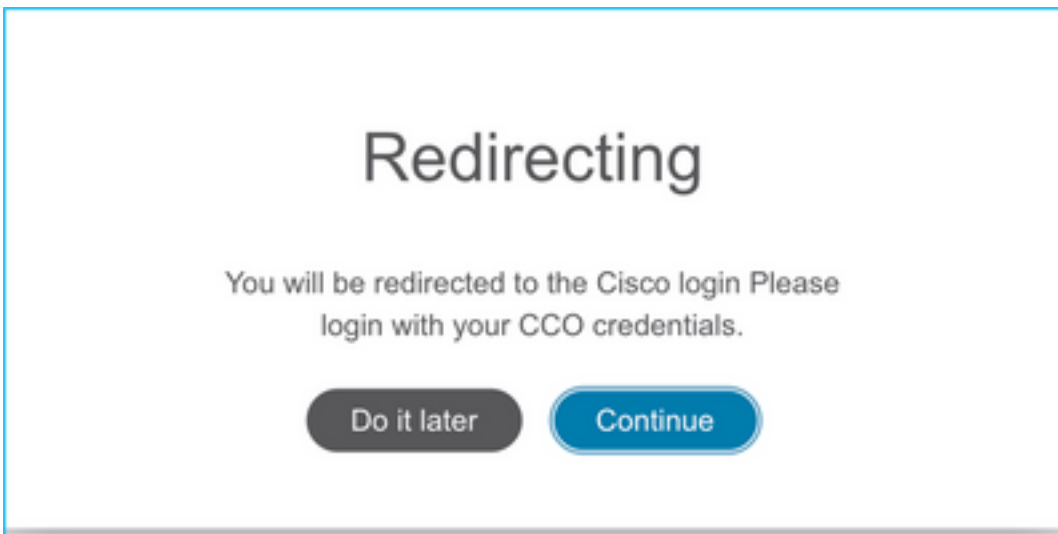 Redirecting
You will be redirected to the Cisco login Please
login with your CCO credentials.
Do it later
Continue